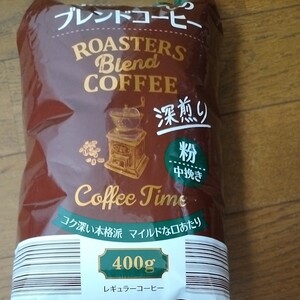 ブレンドコーヒー
ROASTERS
Blend
COFFEE
深煎り
粉
中挽き
Coffee Time
コク深い本格派 マイルドな口あたり
400g
レギュラーコーヒー